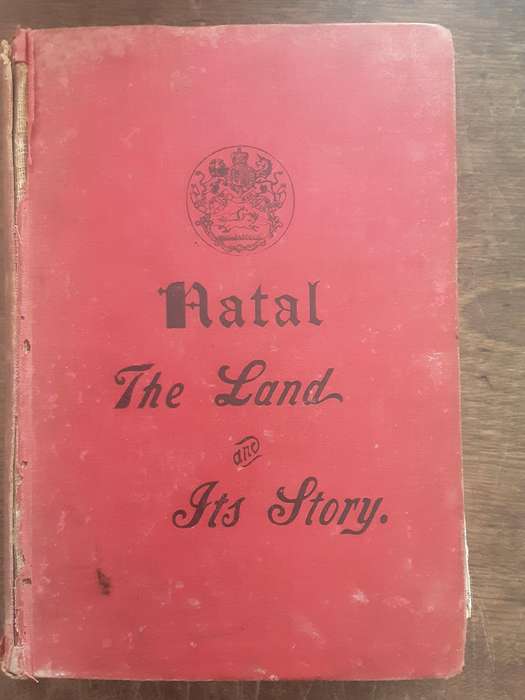 Natal
The Land
and
Its Story.